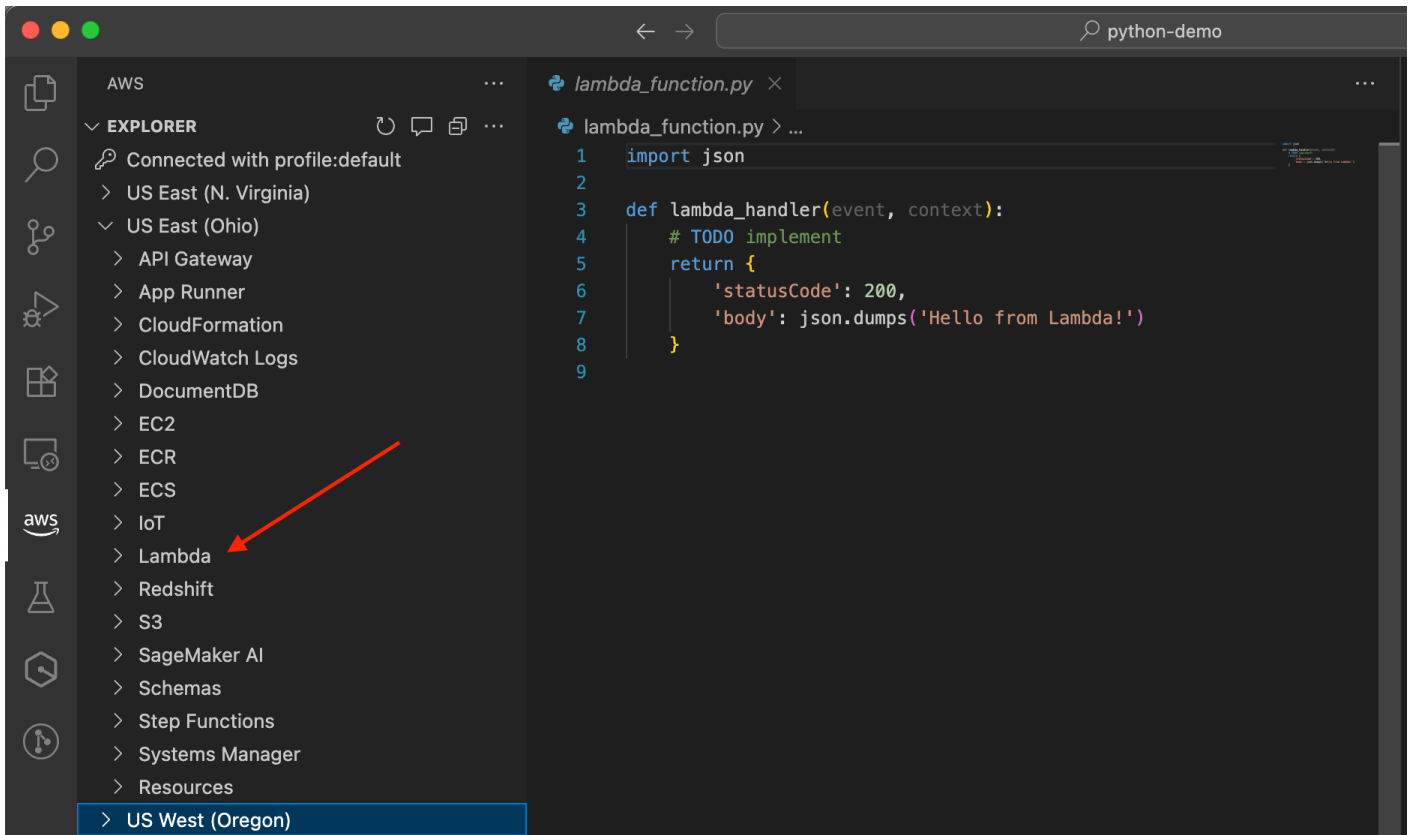 python-demo
AWS
EXPLORER
Connected with profile:default
US East (N. Virginia)
US East (Ohio)
API Gateway
App Runner
CloudFormation
CloudWatch Logs
DocumentDB
EC2
ECR
ECS
IoT
Lambda
Redshift
S3
SageMaker AI
Schemas
Step Functions
Systems Manager
Resources
US West (Oregon)
aws
lambda_function.py
lambda_function.py > ...
1 import json
2
3 def lambda_handler(event, context):
4     # TODO implement
5     return {
6         'statusCode': 200,
7         'body': json.dumps('Hello from Lambda!')
8     }
9